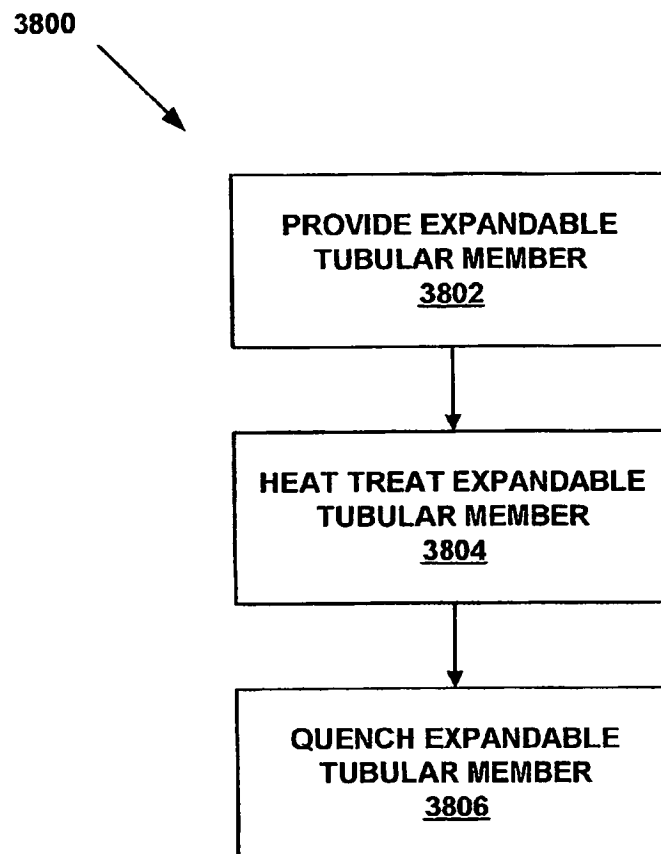 3800
PROVIDE EXPANDABLE
TUBULAR MEMBER
3802
HEAT TREAT EXPANDABLE
TUBULAR MEMBER
3804
QUENCH EXPANDABLE
TUBULAR MEMBER
3806